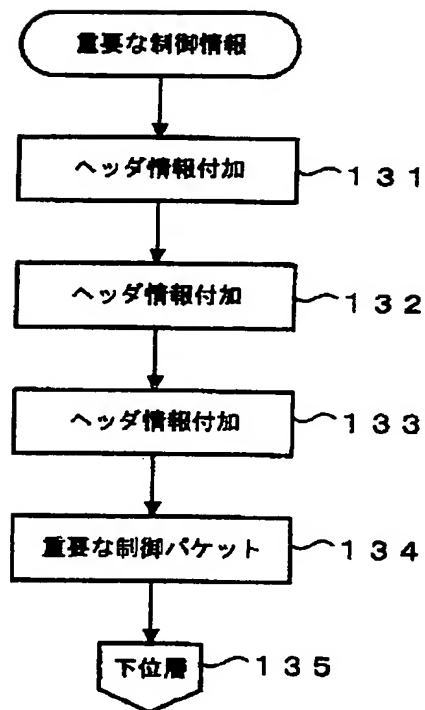 重要な制御情報
ヘッダ情報付加 131
ヘッダ情報付加 132
ヘッダ情報付加 133
重要な制御パケット 134
下位層 135